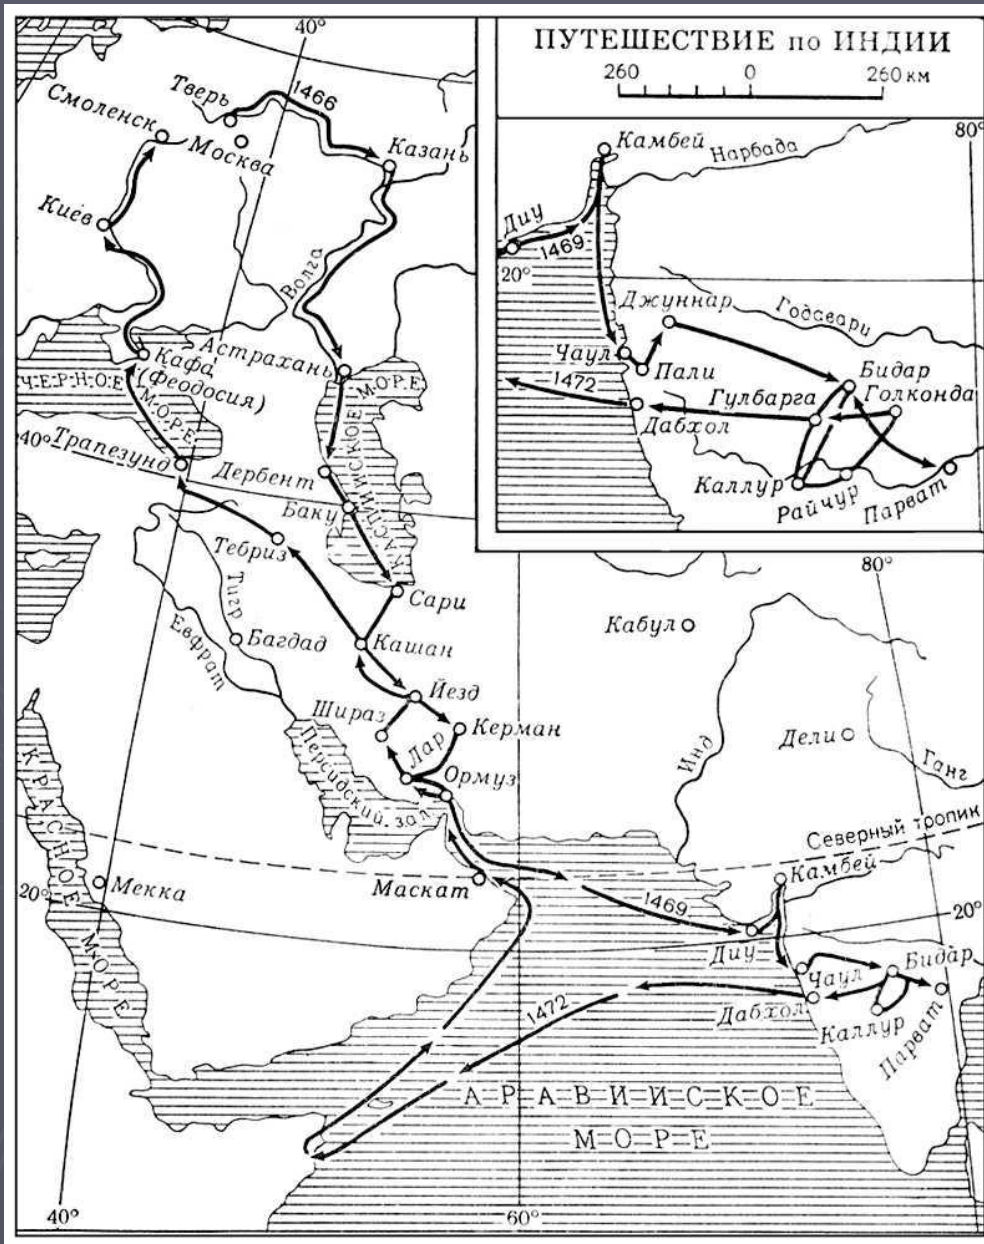 40°
ПУТЕШЕСТВИЕ по ИНДИИ
260 0 260 км
Тверь
1466
Смоленск
Москва
Казань
Киев
Волга
Астрахань
Кафа
(Феодосия)
ЧЕРНОЕ
МОРЕ
40°
Трапезунд
Дербент
Баку
КАСПИЙСКОЕ МОРЕ
Тебриз
Сари
Тигр
Евфрат
Багдад
Кашан
Йезд
Шираз
Керман
Лар
Ормуз
Персидский зал.
КРАСНОЕ
МОРЕ
20°
Мекка
Маскат
80°
Камбей
Нарбада
Диу
1469
20°
Джуннар
Годавари
Чаул
Пали
Бидар
Голконда
1472
Гулбарга
Дабхол
Каллур
Райчур
Парват
80°
Кабул
Инд
Дели
Ганг
Северный тропик
Камбей
1469
20°
Диу
Чаул
Бидар
Дабхол
Каллур
Парват
1472
АРАВИЙСКОЕ
МОРЕ
40°
60°